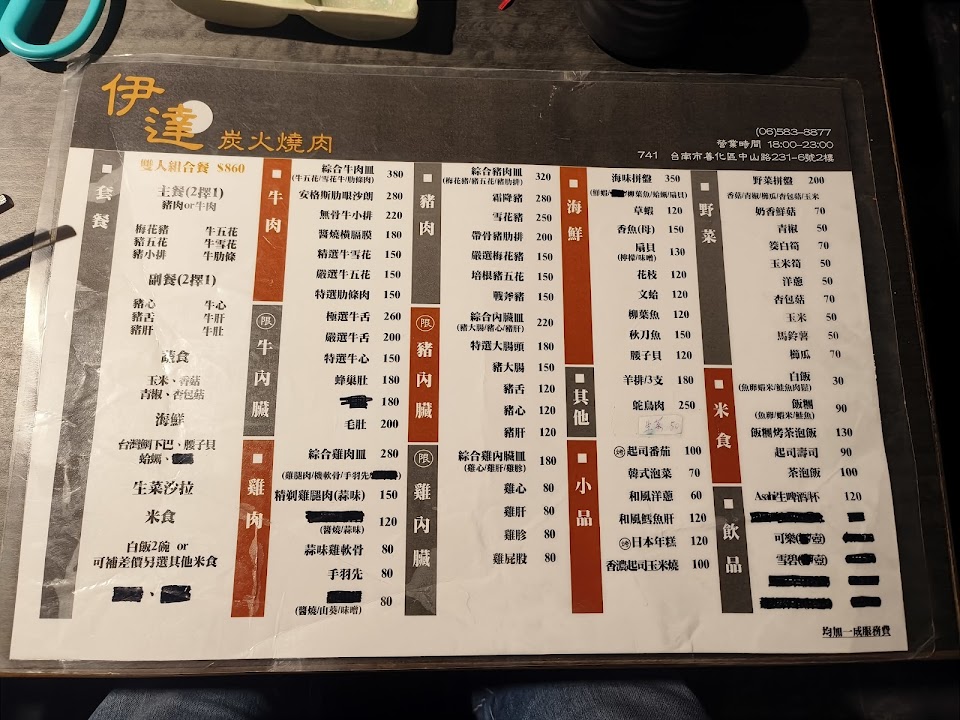 伊達 炭火燒肉
(06)583-8877
營業時間 18:00-23:00
741 台南市善化區中山路231-6號2樓
■套餐
雙人組合餐 $860
主餐(2擇1)
豬肉or牛肉
梅花豬 牛五花
豬五花 牛雪花
豬小排 牛肋條
副餐(2擇1)
豬心 牛心
豬舌 牛肝
豬肝 牛肚
蔬食
玉米、香菇
青椒、杏包菇
海鮮
台灣鯛下巴、腰子貝
蛤蠣、
生菜沙拉
米食
白飯2碗 or
可補差價另選其他米食
■牛肉
綜合牛肉皿 380
(牛五花/雪花牛/肋條肉)
安格斯肋眼沙朗 280
無骨牛小排 220
醬燒橫膈膜 180
精選牛雪花 150
嚴選牛五花 150
特選肋條肉 150
限 牛內臟
極選牛舌 260
嚴選牛舌 200
特選牛心 150
蜂巢肚 180
180
毛肚 200
■雞肉
綜合雞肉皿 280
(雞腿肉/橫軟骨/手羽先/
精剃雞腿肉(蒜味) 150
120
(醬燒/蒜味)
蒜味雞軟骨 80
手羽先 80
80
(醬燒/山葵/味噌)
■豬肉
綜合豬肉皿 320
(梅花豬/豬五花/豬肋排)
霜降豬 280
雪花豬 250
帶骨豬肋排 200
嚴選梅花豬 150
培根豬五花 150
戰斧豬 150
限 豬內臟
綜合內臟皿 220
(豬大腸/豬心/豬肝)
特選大腸頭 180
豬大腸 150
豬舌 120
豬心 120
豬肝 120
限 雞內臟
綜合雞內臟皿 180
(雞心/雞肝/雞胗)
雞心 80
雞肝 80
雞胗 80
雞屁股 80
■海鮮
海味拼盤 350
(鮮蝦/柳葉魚/蛤蠣/扇貝)
草蝦 120
香魚(母) 150
扇貝 130
(檸檬/味噌)
花枝 120
文蛤 120
柳葉魚 120
秋刀魚 150
腰子貝 120
■其他
羊排/3支 180
鴕鳥肉 250
生菜 50
■小品
烤 起司番茄 100
韓式泡菜 70
和風洋蔥 60
和風鱈魚肝 120
烤 日本年糕 120
香濃起司玉米燒 100
■野菜
野菜拼盤 200
香菇/青椒/櫛瓜/杏包菇/玉米
奶香鮮菇 70
青椒 50
筊白筍 70
玉米筍 50
洋蔥 50
杏包菇 70
玉米 50
馬鈴薯 50
櫛瓜 70
■米食
白飯 30
(魚卵蝦米/鮭魚肉鬆)
飯糰 90
(魚卵/蝦米/鮭魚)
飯糰烤茶泡飯 130
起司壽司 90
茶泡飯 100
■飲品
Asahi生啤酒/杯 120
可樂(壺)
雪碧(壺)
均加一成服務費